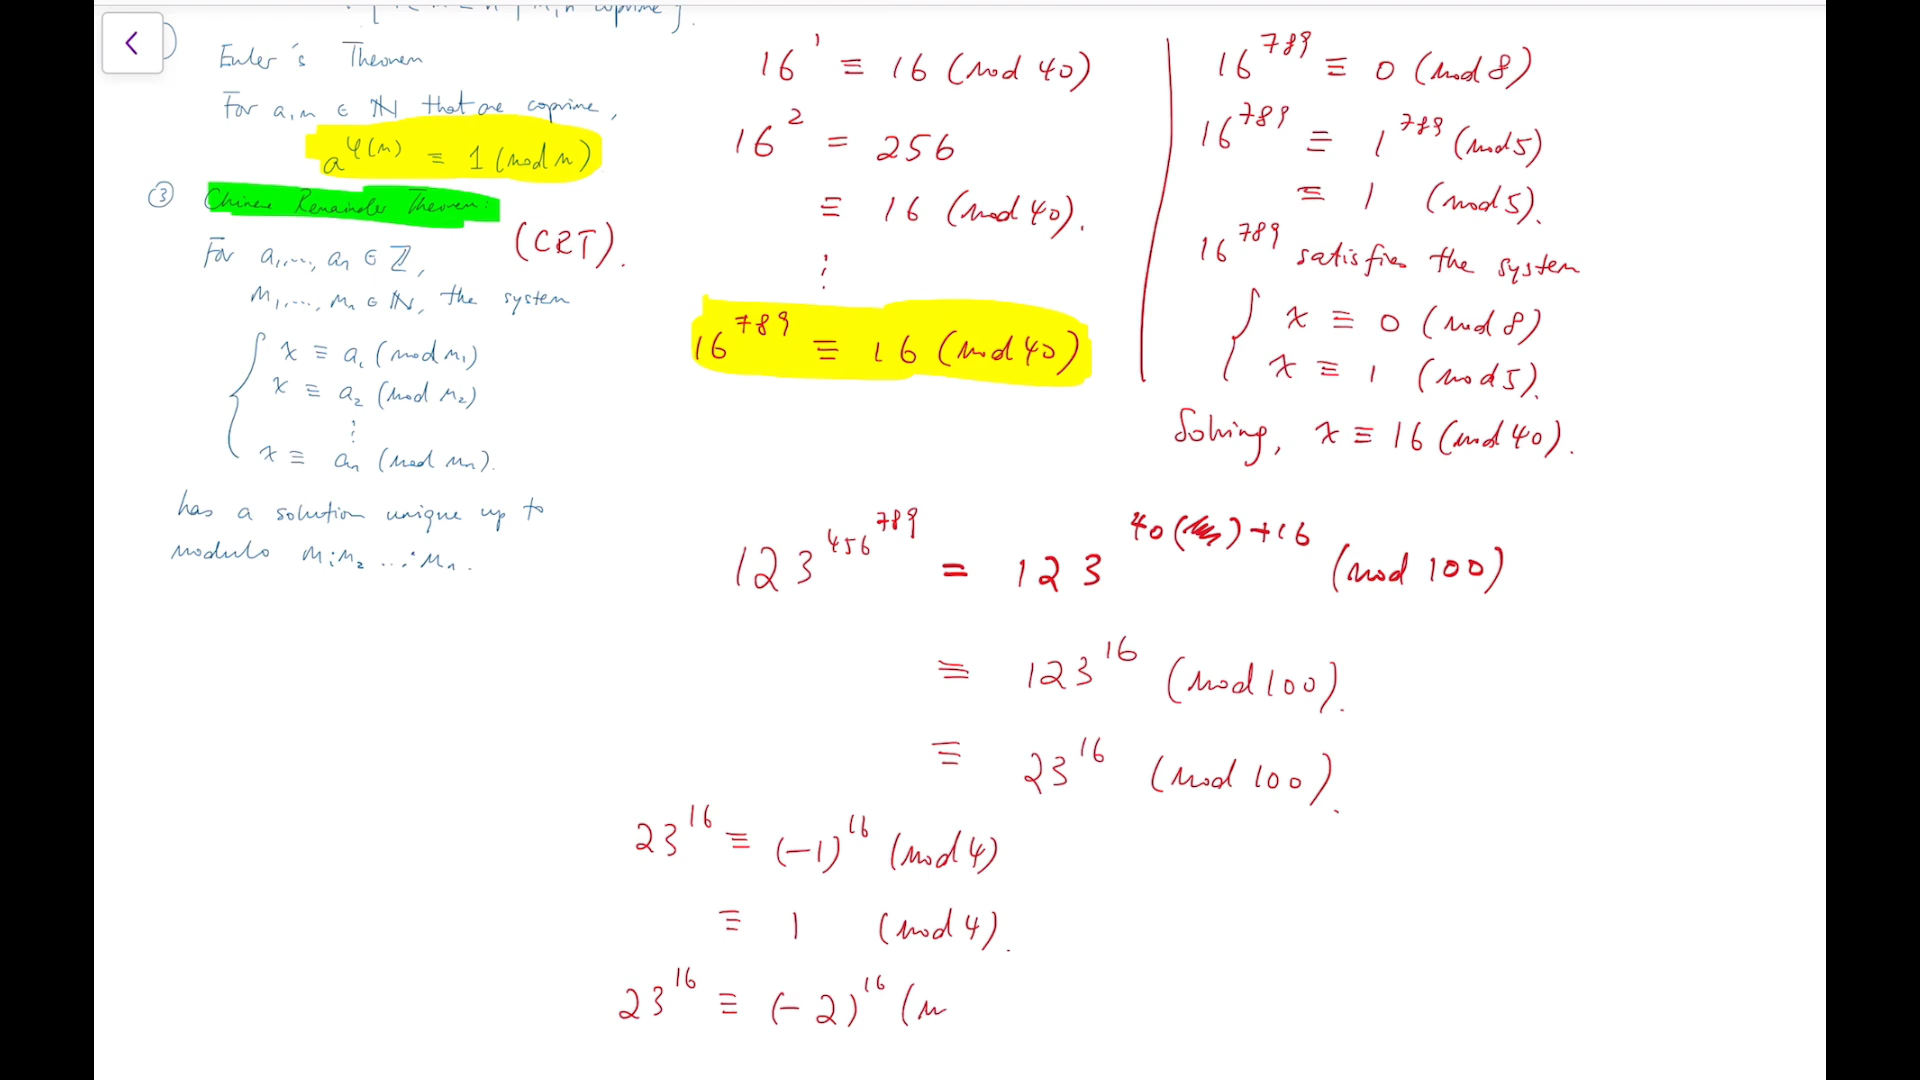 m, n coprime].
Euler's Theorem
For a, n ∈ ℕ that are coprime,
a^φ(n) ≡ 1 (mod n)
③ Chinese Remainder Theorem:
(CRT).
For a₁, ..., aₙ ∈ ℤ,
m₁, ..., mₙ ∈ ℕ, the system
x ≡ a₁ (mod m₁)
x ≡ a₂ (mod m₂)
⋮
x ≡ aₙ (mod mₙ).
has a solution unique up to
modulo m₁m₂ ... mₙ.
16^1 ≡ 16 (mod 40)
16^2 = 256
≡ 16 (mod 40).
⋮
16^789 ≡ 16 (mod 40)
16^789 ≡ 0 (mod 8)
16^789 ≡ 1^789 (mod 5)
≡ 1 (mod 5).
16^789 satisfies the system
x ≡ 0 (mod 8)
x ≡ 1 (mod 5).
Solving, x ≡ 16 (mod 40).
123^456^789 = 123^40( )+16 (mod 100)
≡ 123^16 (mod 100).
≡ 23^16 (mod 100).
23^16 ≡ (-1)^16 (mod 4)
≡ 1 (mod 4).
23^16 ≡ (-2)^16 (m